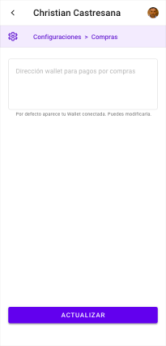 Christian Castresana
Configuraciones > Compras
Dirección wallet para pagos por compras
Por defecto aparece tu Wallet conectada. Puedes modificarla.
ACTUALIZAR